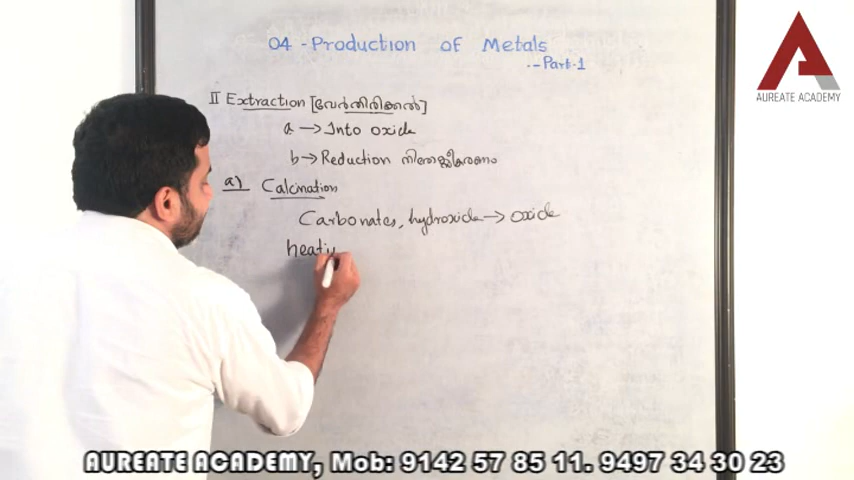 04 - Production of Metals
-- Part-1
II Extraction [വേർതിരിക്കൽ]
a → Into oxide
b → Reduction നിരോക്സീകരണം
a) Calcination
Carbonates, hydroxide → oxide
heati
AUREATE ACADEMY
AUREATE ACADEMY, Mob: 9142 57 85 11. 9497 34 30 23